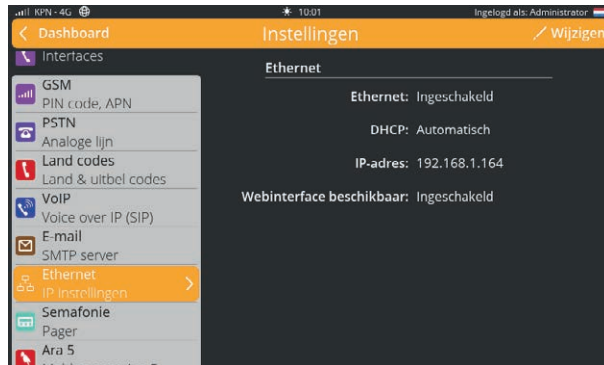 KPN - 4G 10:01 Ingelogd als: Administrator
Dashboard Instellingen Wijzigen
Interfaces
GSM
PIN code, APN
PSTN
Analoge lijn
Land codes
Land & uitbel codes
VoIP
Voice over IP (SIP)
E-mail
SMTP server
Ethernet
IP instellingen
Semafonie
Pager
Ara 5
Ethernet
Ethernet: Ingeschakeld
DHCP: Automatisch
IP-adres: 192.168.1.164
Webinterface beschikbaar: Ingeschakeld